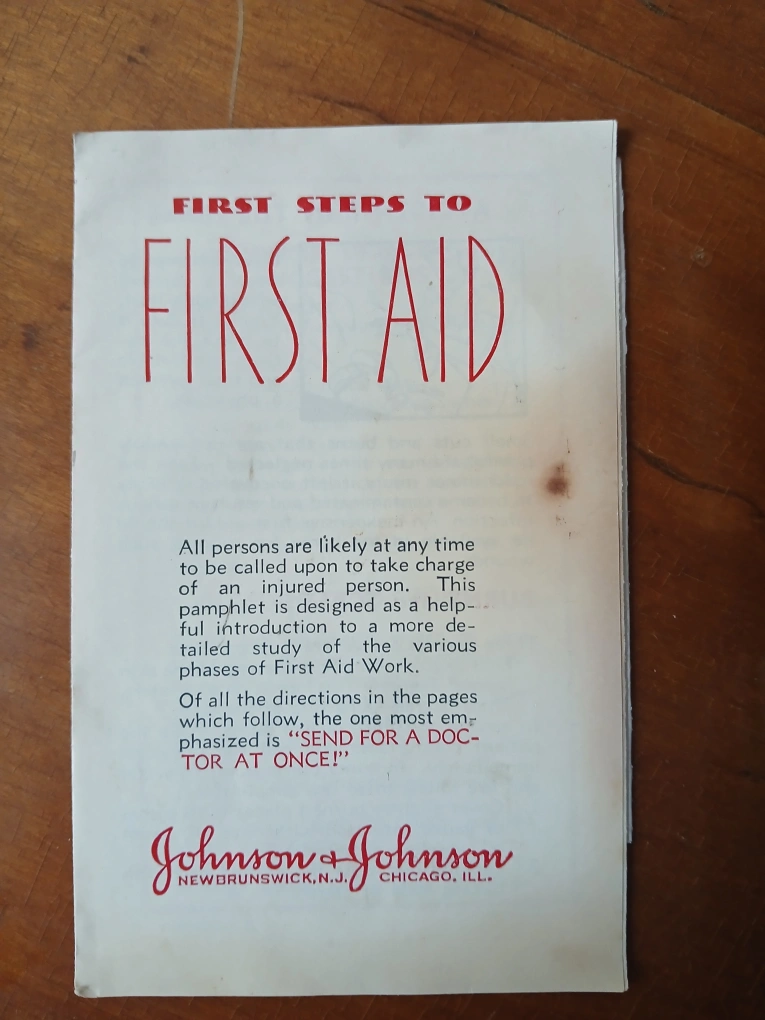 FIRST STEPS TO
FIRST AID
All persons are likely at any time
to be called upon to take charge
of an injured person. This
pamphlet is designed as a help-
ful introduction to a more de-
tailed study of the various
phases of First Aid Work.
Of all the directions in the pages
which follow, the one most em-
phasized is "SEND FOR A DOC-
TOR AT ONCE!"
Johnson & Johnson
NEW BRUNSWICK, N.J. CHICAGO, ILL.